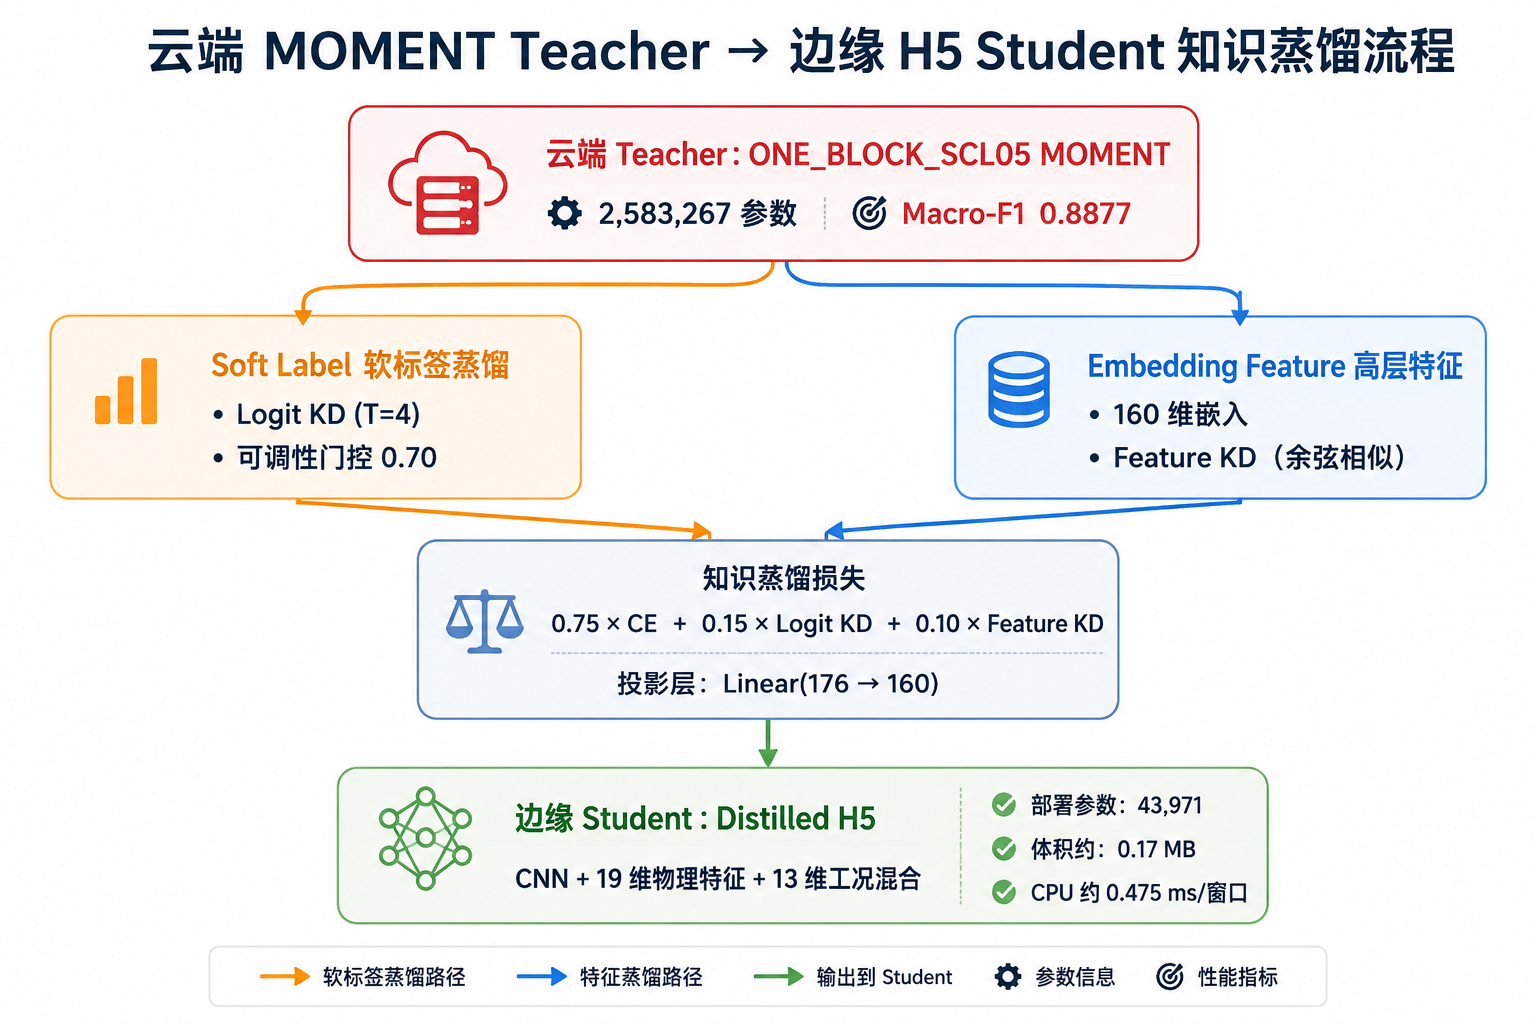 云端 MOMENT Teacher → 边缘 H5 Student 知识蒸馏流程
云端 Teacher: ONE_BLOCK_SCL05 MOMENT
2,583,267 参数
Macro-F1 0.8877
Soft Label 软标签蒸馏
• Logit KD (T=4)
• 可调性门控 0.70
Embedding Feature 高层特征
• 160 维嵌入
• Feature KD（余弦相似）
知识蒸馏损失
0.75 × CE + 0.15 × Logit KD + 0.10 × Feature KD
投影层：Linear(176 → 160)
边缘 Student : Distilled H5
CNN + 19 维物理特征 + 13 维工况混合
部署参数：43,971
体积约：0.17 MB
CPU 约 0.475 ms/窗口
软标签蒸馏路径
特征蒸馏路径
输出到 Student
参数信息
性能指标